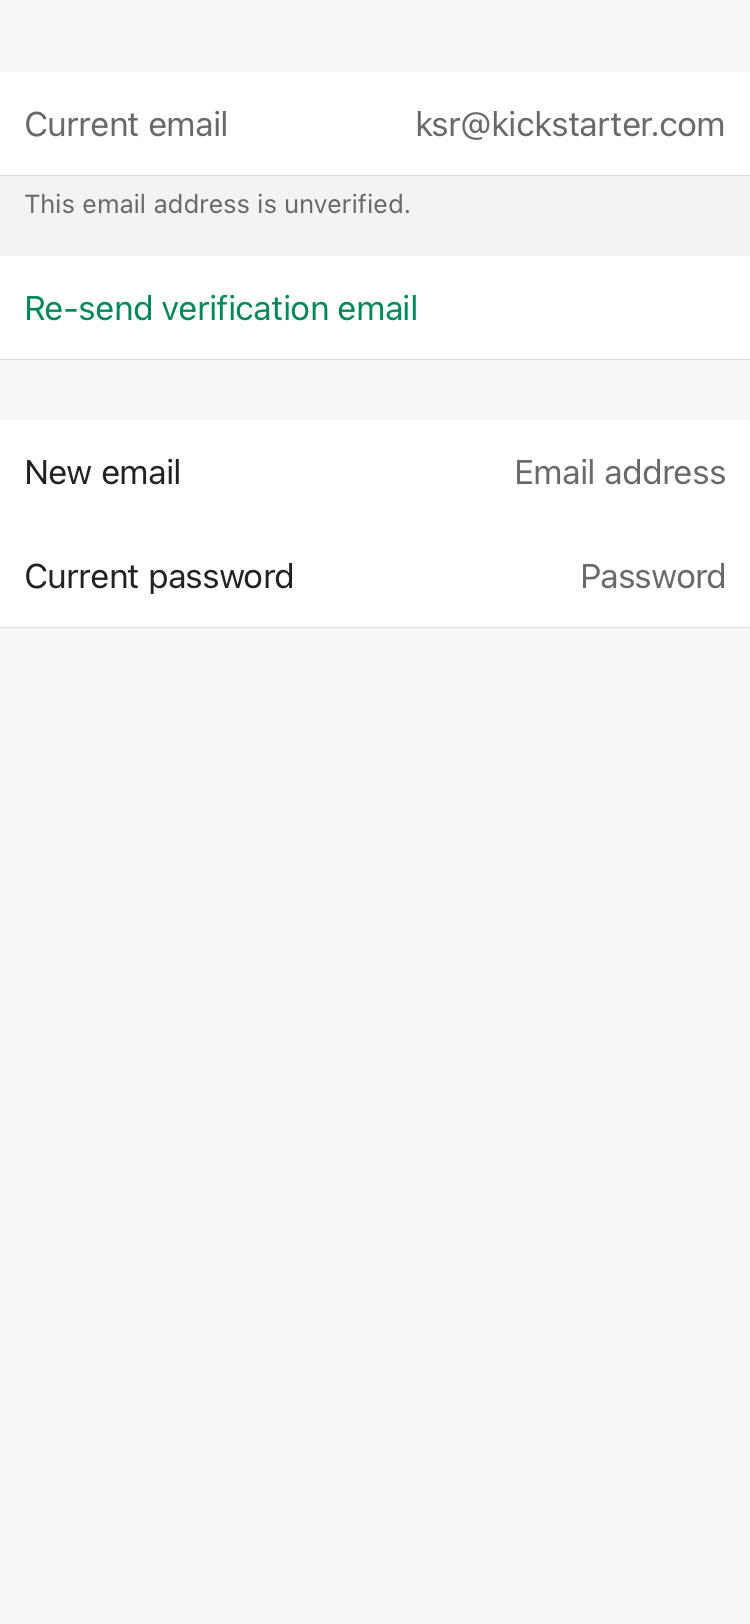 Current email ksr@kickstarter.com
This email address is unverified.
Re-send verification email
New email Email address
Current password Password